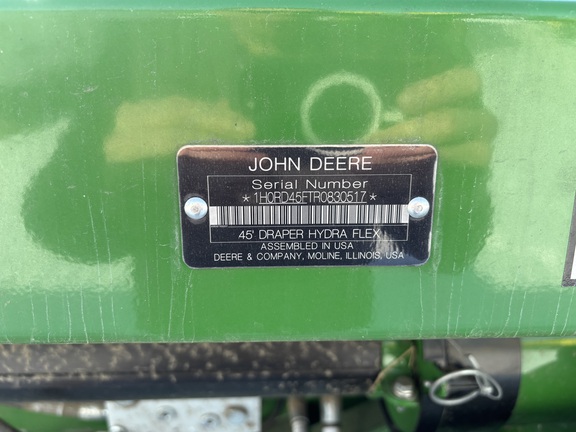 JOHN DEERE
Serial Number
*1H0RD45FTR0830517*
45' DRAPER HYDRA FLEX
ASSEMBLED IN USA
DEERE & COMPANY, MOLINE, ILLINOIS, USA